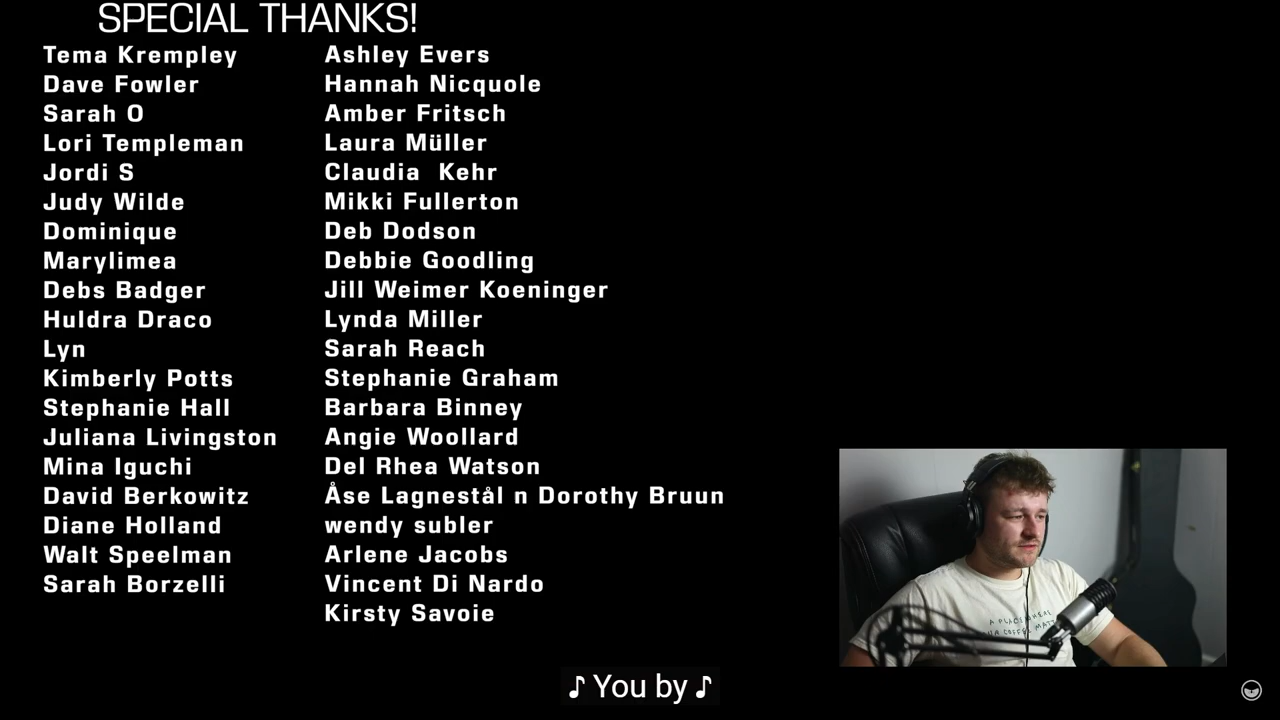 SPECIAL THANKS!
Tema Krempley
Dave Fowler
Sarah O
Lori Templeman
Jordi S
Judy Wilde
Dominique
Marylimea
Debs Badger
Huldra Draco
Lyn
Kimberly Potts
Stephanie Hall
Juliana Livingston
Mina Iguchi
David Berkowitz
Diane Holland
Walt Speelman
Sarah Borzelli
Ashley Evers
Hannah Nicquole
Amber Fritsch
Laura Müller
Claudia  Kehr
Mikki Fullerton
Deb Dodson
Debbie Goodling
Jill Weimer Koeninger
Lynda Miller
Sarah Reach
Stephanie Graham
Barbara Binney
Angie Woollard
Del Rhea Watson
Åse Lagnestål n Dorothy Bruun
wendy subler
Arlene Jacobs
Vincent Di Nardo
Kirsty Savoie
A PLACE
COFFEE
♪ You by ♪